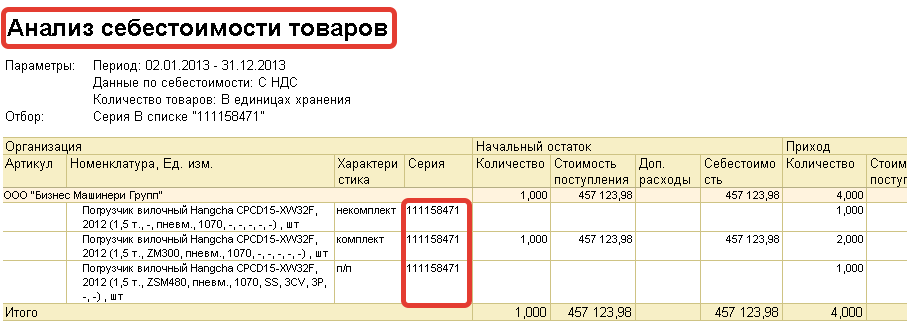 Анализ себестоимости товаров
Параметры: Период: 02.01.2013 - 31.12.2013
Данные по себестоимости: С НДС
Количество товаров: В единицах хранения
Отбор: Серия В списке "111158471"
Организация Начальный остаток Приход
Артикул Номенклатура, Ед. изм. Характери Серия Количество Стоимость Доп. Себестоимо Количество Стоим
стика поступления расходы сть поступ
ООО "Бизнес Машинери Групп" 1,000 457 123,98 457 123,98 4,000
Погрузчик вилочный Hangcha CPCD15-XW32F, некомплект 111158471 1,000
2012 (1,5 т., -, пневм., 1070, -, -, -, -, -) , шт
Погрузчик вилочный Hangcha CPCD15-XW32F, комплект 111158471 1,000 457 123,98 457 123,98 2,000
2012 (1,5 т., ZM300, пневм., 1070, -, -, -, -, -) , шт
Погрузчик вилочный Hangcha CPCD15-XW32F, п/п 111158471 1,000
2012 (1,5 т., ZSM480, пневм., 1070, SS, 3CV, 3P,
-, -) , шт
Итого 1,000 457 123,98 457 123,98 4,000